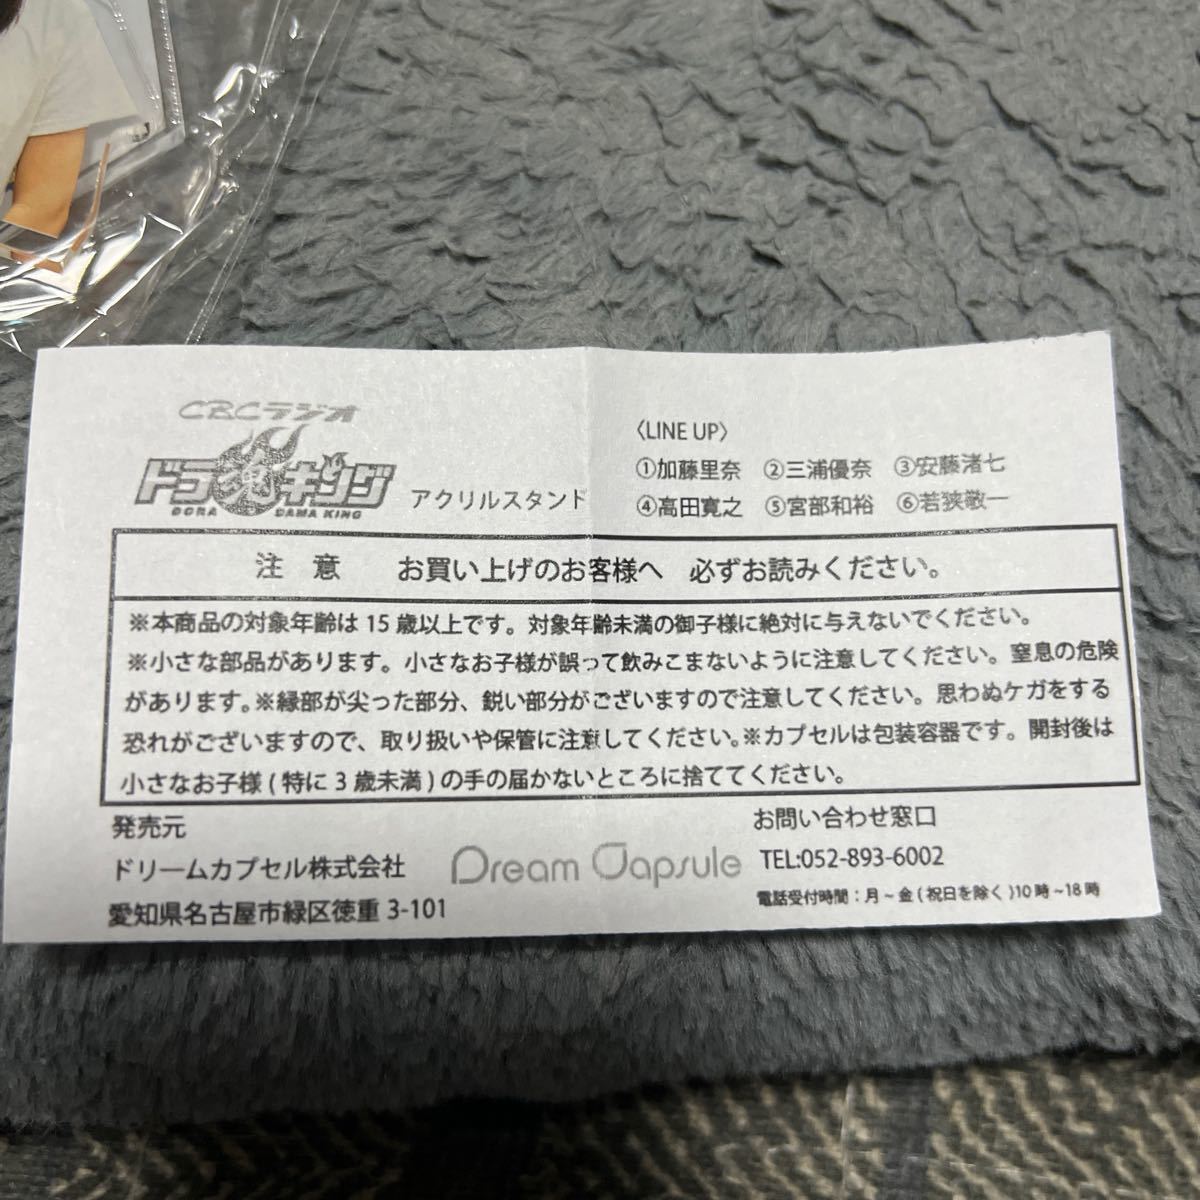 CBCラジオ
ドラ魂キング
DORA DAMA KING
アクリルスタンド
〈LINE UP〉
①加藤里奈 ②三浦優奈 ③安藤渚七
④高田寛之 ⑤宮部和裕 ⑥若狭敬一
注 意 お買い上げのお客様へ 必ずお読みください。
※本商品の対象年齢は 15 歳以上です。対象年齢未満の御子様に絶対に与えないでください。
※小さな部品があります。小さなお子様が誤って飲みこまないように注意してください。窒息の危険
があります。※縁部が尖った部分、鋭い部分がございますので注意してください。思わぬケガをする
恐れがございますので、取り扱いや保管に注意してください。※カプセルは包装容器です。開封後は
小さなお子様 ( 特に 3 歳未満 ) の手の届かないところに捨ててください。
発売元
ドリームカプセル株式会社
愛知県名古屋市緑区徳重 3-101
Dream Capsule
お問い合わせ窓口
TEL:052-893-6002
電話受付時間：月～金 ( 祝日を除く )10 時～18 時